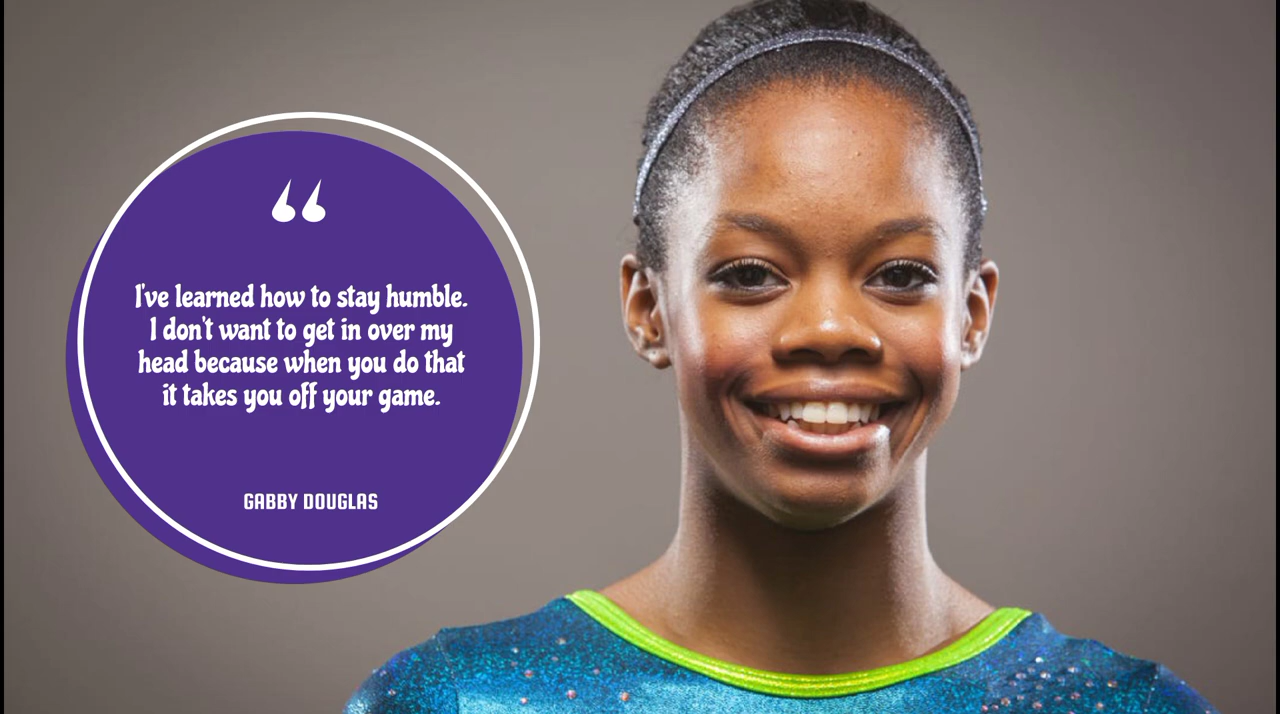 “
I've learned how to stay humble.
I don't want to get in over my
head because when you do that
it takes you off your game.
GABBY DOUGLAS